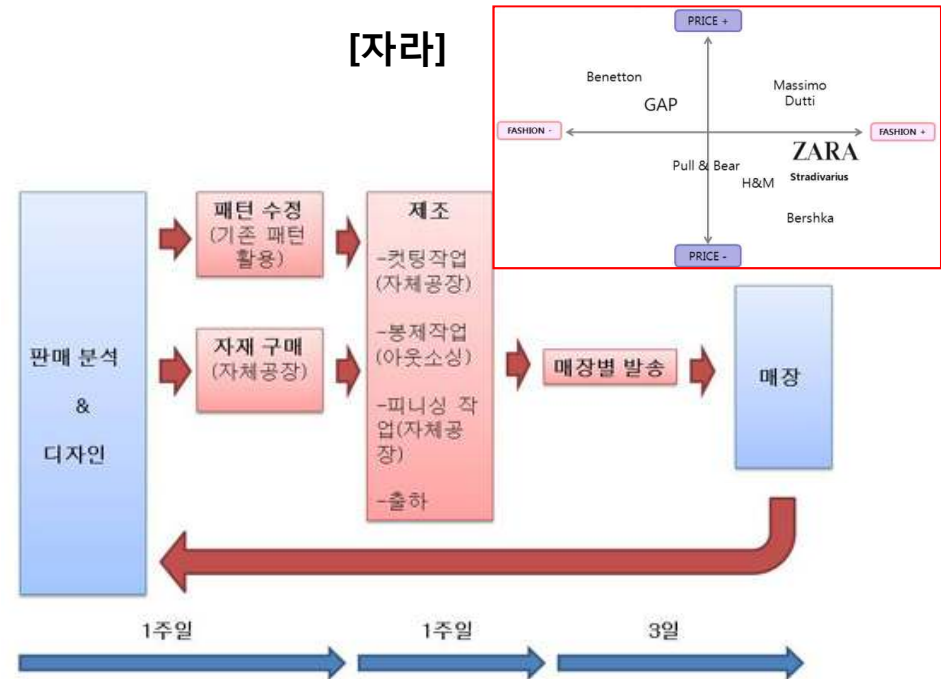 [자라]
PRICE +
Benetton
GAP
Massimo
Dutti
FASHION -
FASHION +
ZARA
Pull & Bear
H&M
Stradivarius
Bershka
PRICE -
판매 분석
&
디자인
패턴 수정
(기존 패턴
활용)
자재 구매
(자체공장)
제조
-컷팅작업
(자체공장)
-봉제작업
(아웃소싱)
-피니싱 작
업(자체공
장)
-출하
매장별 발송
매장
1주일
1주일
3일